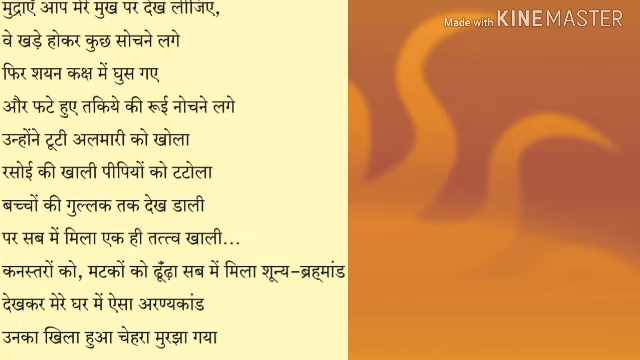 मुद्राएँ आप मेरे मुख पर देख लीजिए,
वे खड़े होकर कुछ सोचने लगे
फिर शयन कक्ष में घुस गए
और फटे हुए तकिये की रूई नोचने लगे
उन्होंने टूटी अलमारी को खोला
रसोई की खाली पीपियों को टटोला
बच्चों की गुल्लक तक देख डाली
पर सब में मिला एक ही तत्त्व खाली...
कनस्तरों को, मटकों को ढूँढ़ा सब में मिला शून्य-ब्रह्मांड
देखकर मेरे घर में ऐसा अरण्यकांड
उनका खिला हुआ चेहरा मुरझा गया
Made with KINEMASTER